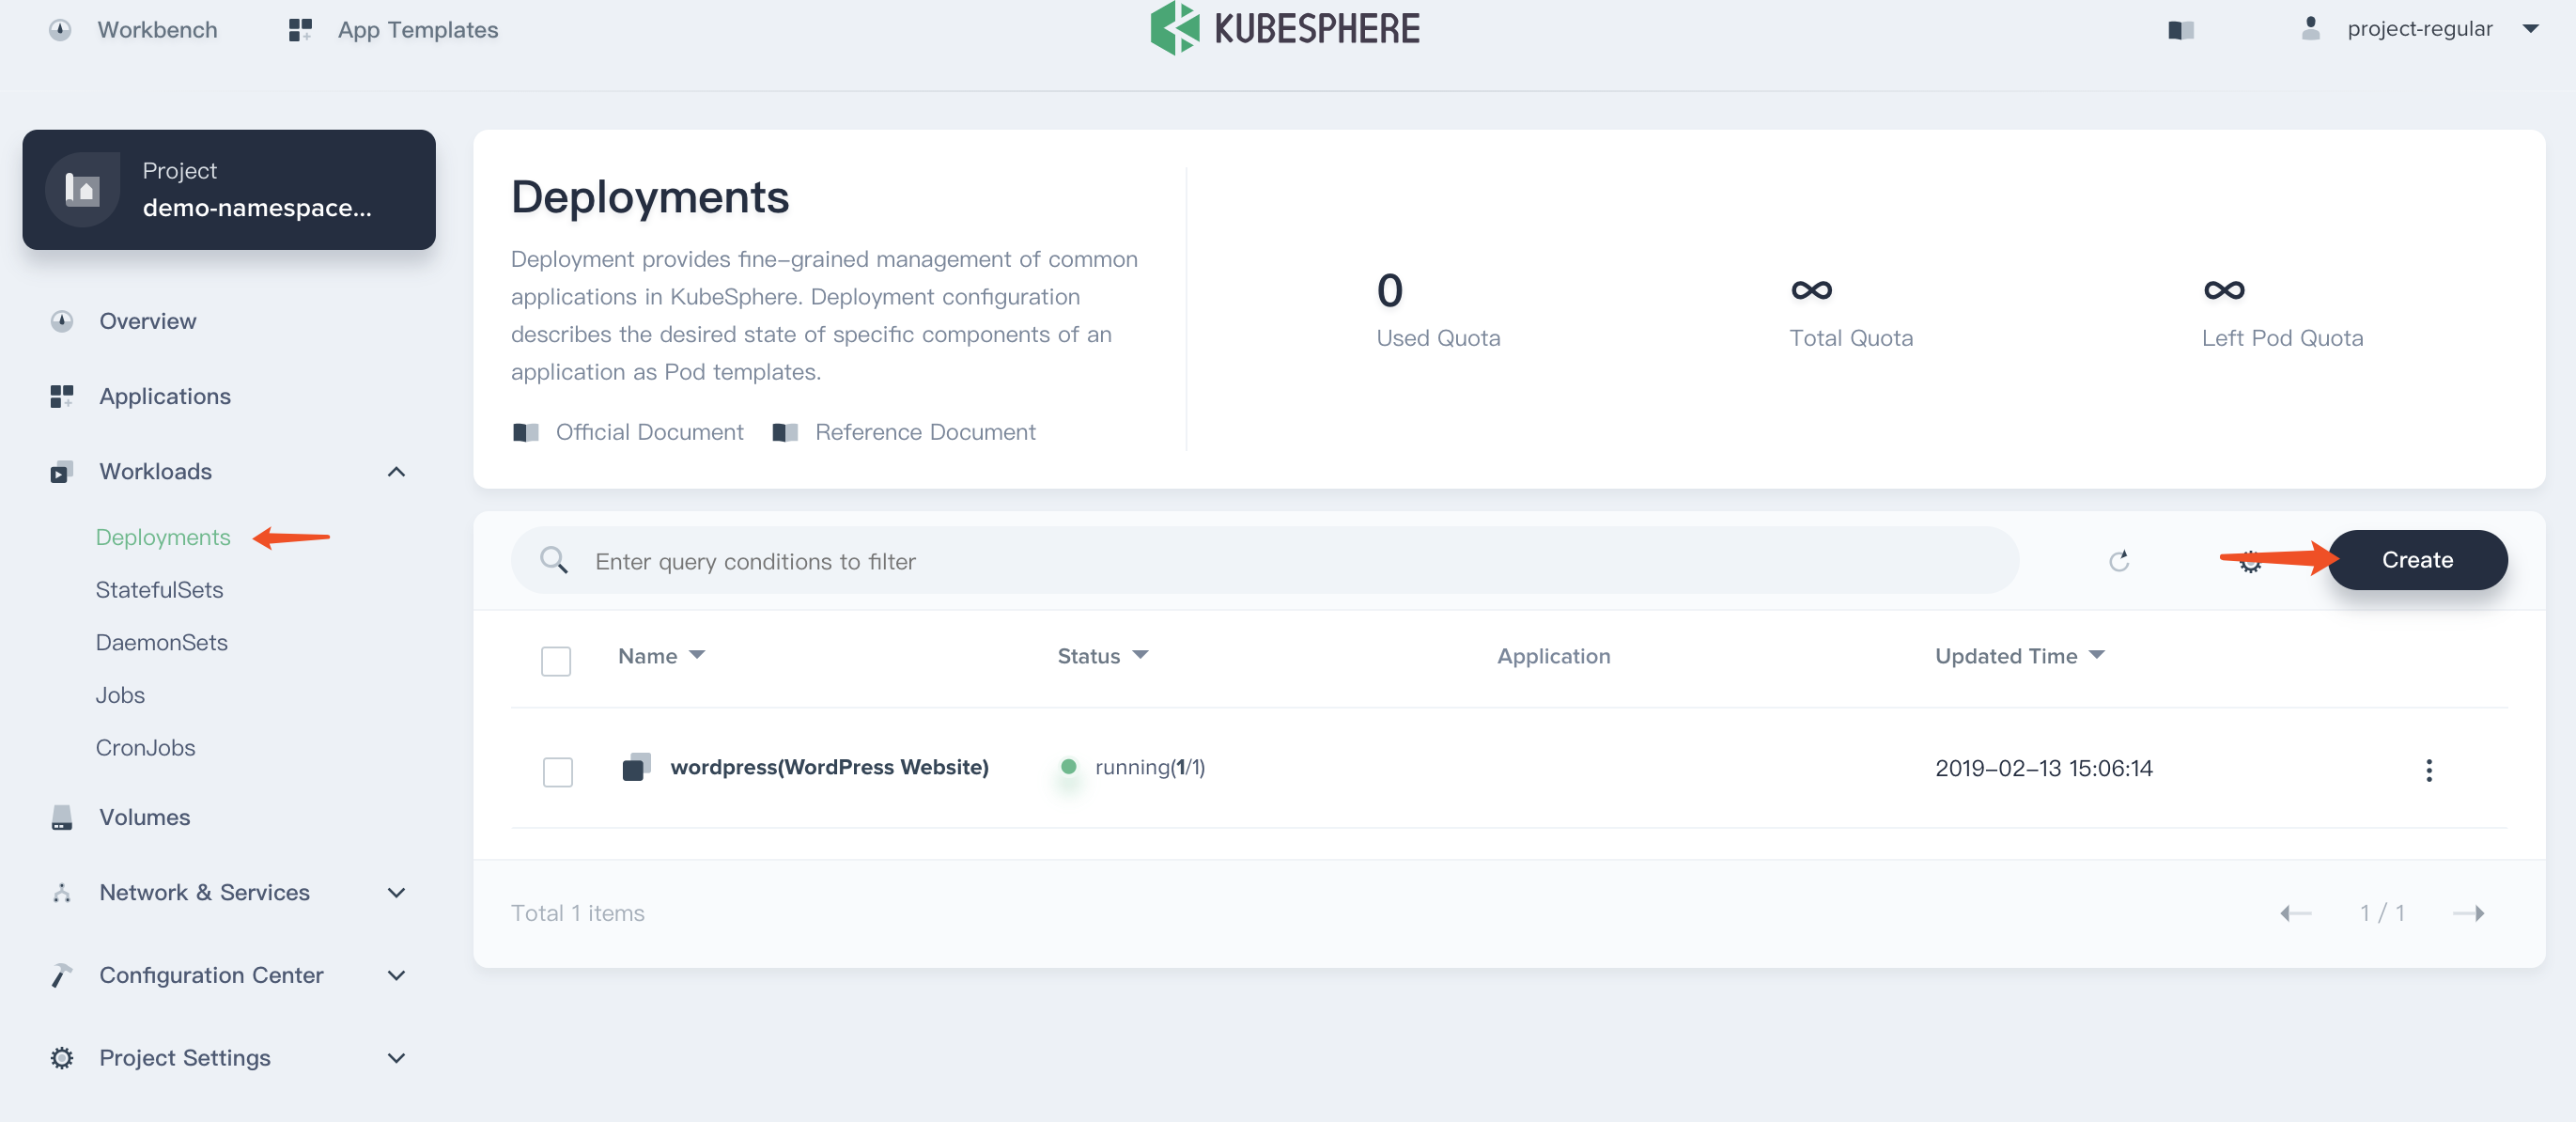 Workbench
App Templates
KUBESPHERE
project-regular
Project
demo-namespace...
Overview
Applications
Workloads
Deployments
StatefulSets
DaemonSets
Jobs
CronJobs
Volumes
Network & Services
Configuration Center
Project Settings
Deployments
Deployment provides fine–grained management of common
applications in KubeSphere. Deployment configuration
describes the desired state of specific components of an
application as Pod templates.
Official Document
Reference Document
0
Used Quota
∞
Total Quota
∞
Left Pod Quota
Enter query conditions to filter
Create
Name
Status
Application
Updated Time
wordpress(WordPress Website)
running(1/1)
2019–02–13 15:06:14
Total 1 items
1 / 1